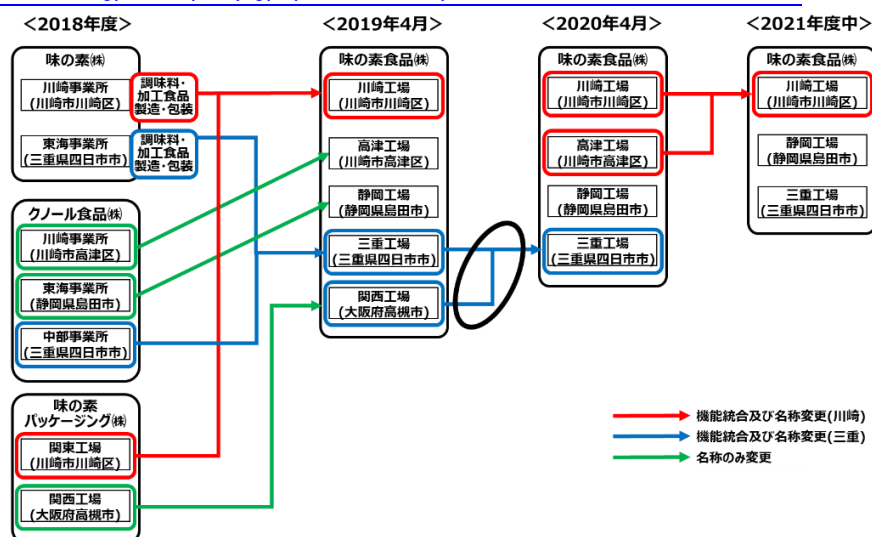 <2018年度>
<2019年4月>
<2020年4月>
<2021年度中>
味の素㈱
川崎事業所
(川崎市川崎区)
調味料・
加工食品
製造・包装
東海事業所
(三重県四日市市)
調味料・
加工食品
製造・包装
クノール食品㈱
川崎事業所
(川崎市高津区)
東海事業所
(静岡県島田市)
中部事業所
(三重県四日市市)
味の素
パッケージング㈱
関東工場
(川崎市川崎区)
関西工場
(大阪府高槻市)
味の素食品㈱
川崎工場
(川崎市川崎区)
高津工場
(川崎市高津区)
静岡工場
(静岡県島田市)
三重工場
(三重県四日市市)
関西工場
(大阪府高槻市)
味の素食品㈱
川崎工場
(川崎市川崎区)
高津工場
(川崎市高津区)
静岡工場
(静岡県島田市)
三重工場
(三重県四日市市)
味の素食品㈱
川崎工場
(川崎市川崎区)
静岡工場
(静岡県島田市)
三重工場
(三重県四日市市)
機能統合及び名称変更(川崎)
機能統合及び名称変更(三重)
名称のみ変更